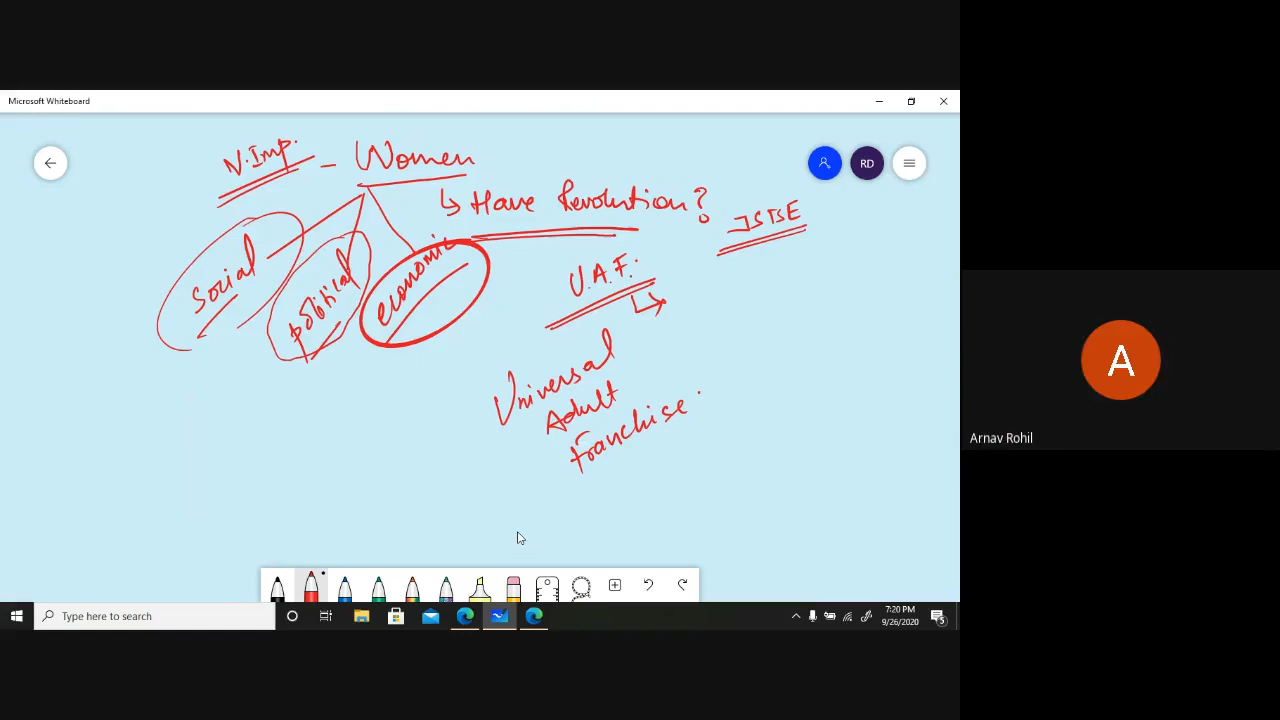 Microsoft Whiteboard
V.Imp. - Women
↳ Have Revolution?
RD
social
political
economic
U.A.F.
Universal
Adult
franchise
A
Arnav Rohil
Type here to search
7:20 PM
9/26/2020
5